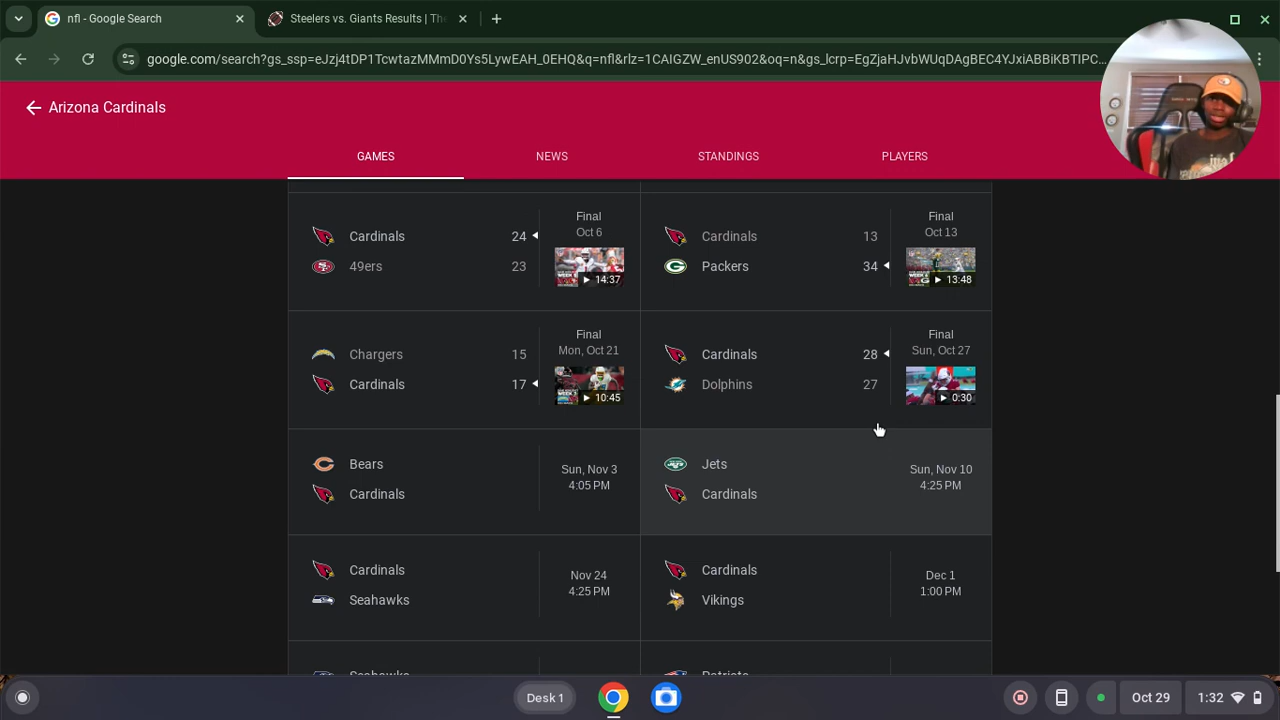 nfl - Google Search
Steelers vs. Giants Results | Th
google.com/search?gs_ssp=eJzj4tDP1TcwtazMMmD0Ys5LywEAH_0EHQ&q=nfl&rlz=1CAIGZW_enUS902&oq=n&gs_lcrp=EgZjaHJvbWUqDAgBEC4YJxiABBiKBTIPC...
Arizona Cardinals
GAMES
NEWS
STANDINGS
PLAYERS
Cardinals 24
49ers 23
Final
Oct 6
14:37
Cardinals 13
Packers 34
Final
Oct 13
13:48
Chargers 15
Cardinals 17
Final
Mon, Oct 21
10:45
Cardinals 28
Dolphins 27
Final
Sun, Oct 27
0:30
Bears
Cardinals
Sun, Nov 3
4:05 PM
Jets
Cardinals
Sun, Nov 10
4:25 PM
Cardinals
Seahawks
Nov 24
4:25 PM
Cardinals
Vikings
Dec 1
1:00 PM
Seahawks
Patriots
Desk 1
Oct 29
1:32